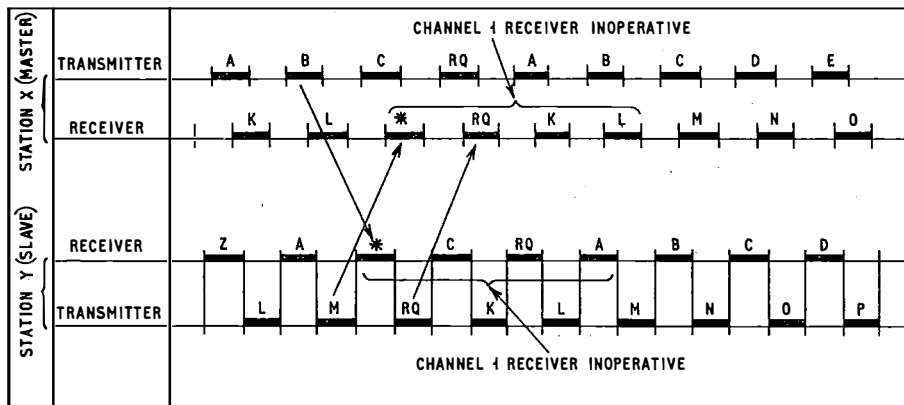 CHANNEL 1 RECEIVER INOPERATIVE
STATION X (MASTER)
TRANSMITTER
A B C RQ A B C D E
RECEIVER
K L * RQ K L M N O
STATION Y (SLAVE)
RECEIVER
Z A * C RQ A B C D
TRANSMITTER
L M RQ K L M N O P
CHANNEL 1 RECEIVER INOPERATIVE